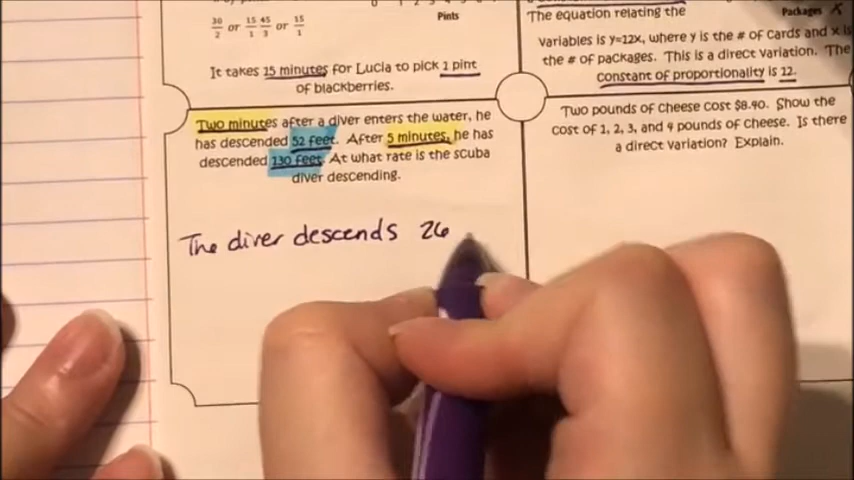 Pints
30/2 or 15/1 45/3 or 15/1
It takes 15 minutes for Lucia to pick 1 pint
of blackberries.
The equation relating the
Packages x
variables is y=12x, where y is the # of cards and x is
the # of packages. This is a direct variation. The
constant of proportionality is 12.
Two minutes after a diver enters the water, he
has descended 52 feet. After 5 minutes, he has
descended 130 feet. At what rate is the scuba
diver descending.
The diver descends 26
Two pounds of cheese cost $8.40. Show the
cost of 1, 2, 3, and 4 pounds of cheese. Is there
a direct variation? Explain.